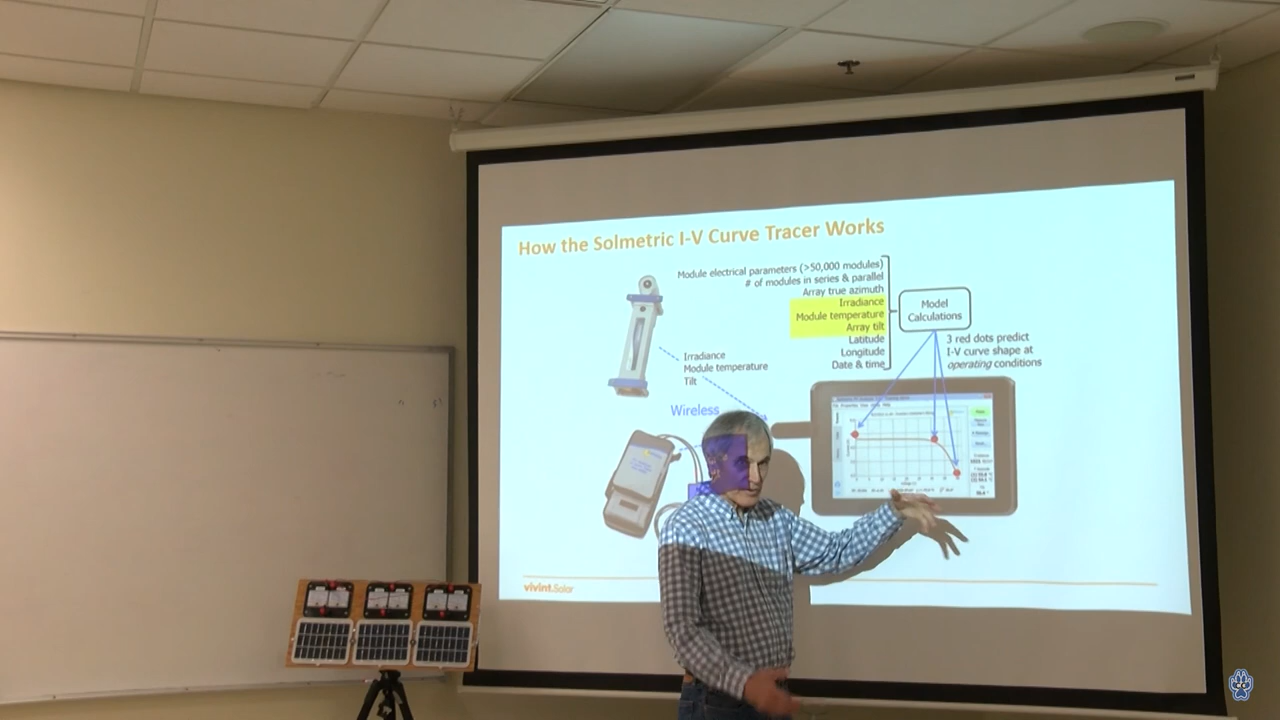 How the Solmetric I-V Curve Tracer Works
Module electrical parameters (>50,000 modules)
# of modules in series & parallel
Array true azimuth
Irradiance
Module temperature
Array tilt
Latitude
Longitude
Date & time
Model
Calculations
3 red dots predict
I-V curve shape at
operating conditions
Irradiance
Module temperature
Tilt
Wireless
vivint.Solar